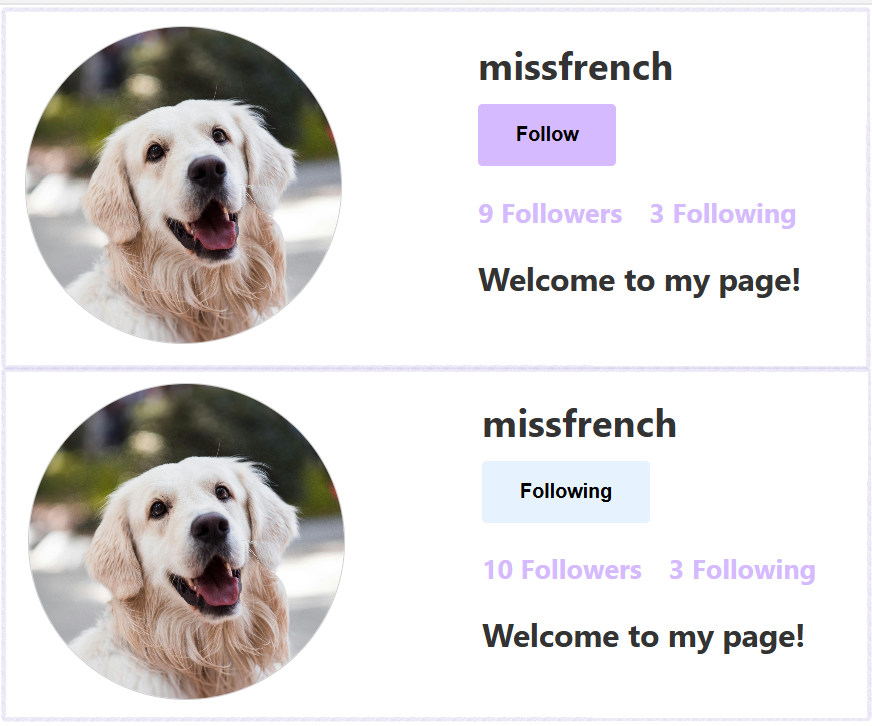 missfrench
Follow
9 Followers 3 Following
Welcome to my page!
missfrench
Following
10 Followers 3 Following
Welcome to my page!